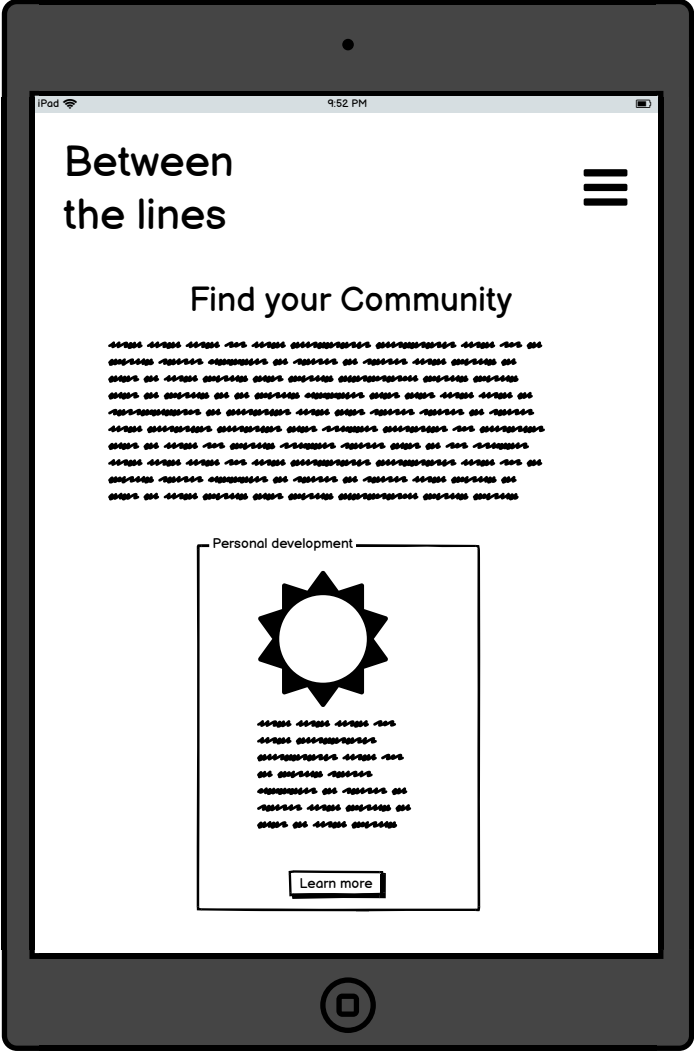 iPad
9:52 PM
Between
the lines
Find your Community
Personal development
Learn more